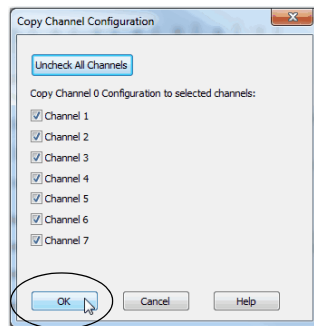 Copy Channel Configuration
Uncheck All Channels
Copy Channel 0 Configuration to selected channels:
Channel 1
Channel 2
Channel 3
Channel 4
Channel 5
Channel 6
Channel 7
OK Cancel Help